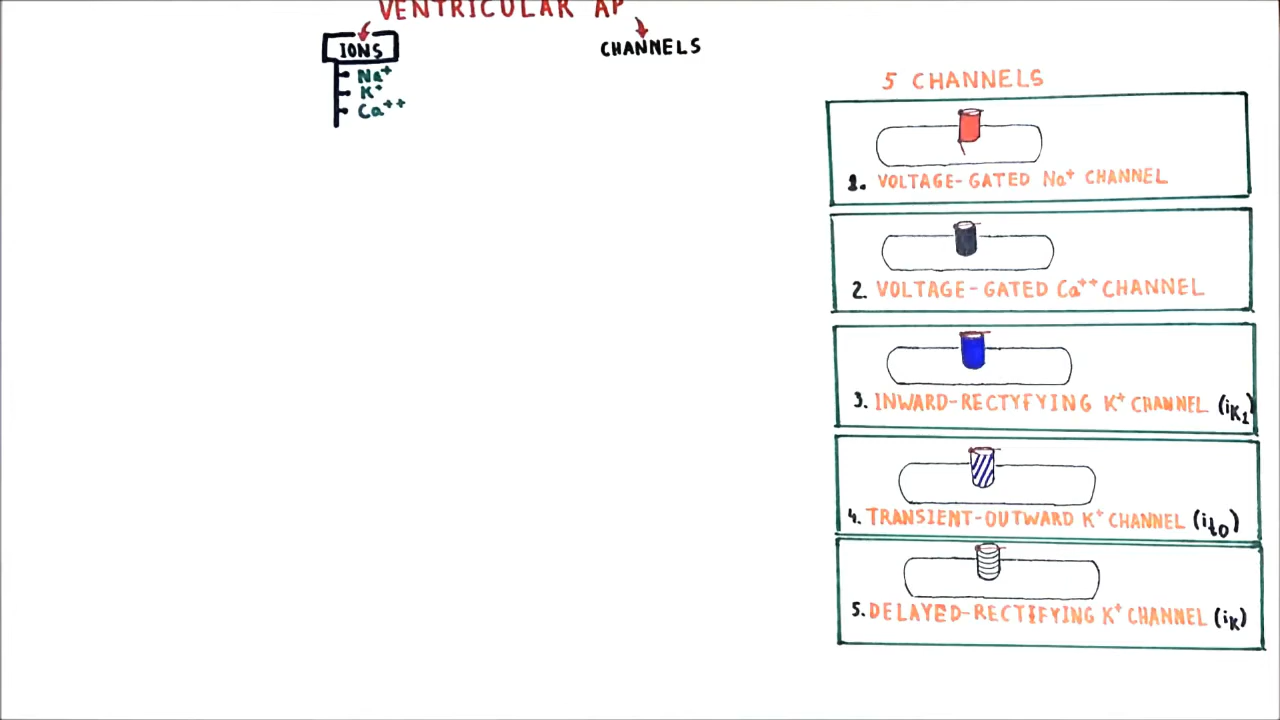 VENTRICULAR AP
IONS
Na⁺
K⁺
Ca⁺⁺
CHANNELS
5 CHANNELS
1. VOLTAGE-GATED Na⁺ CHANNEL
2. VOLTAGE-GATED Ca⁺⁺ CHANNEL
3. INWARD-RECTYFYING K⁺ CHANNEL (iK1)
4. TRANSIENT-OUTWARD K⁺ CHANNEL (ito)
5. DELAYED-RECTIFYING K⁺ CHANNEL (iK)